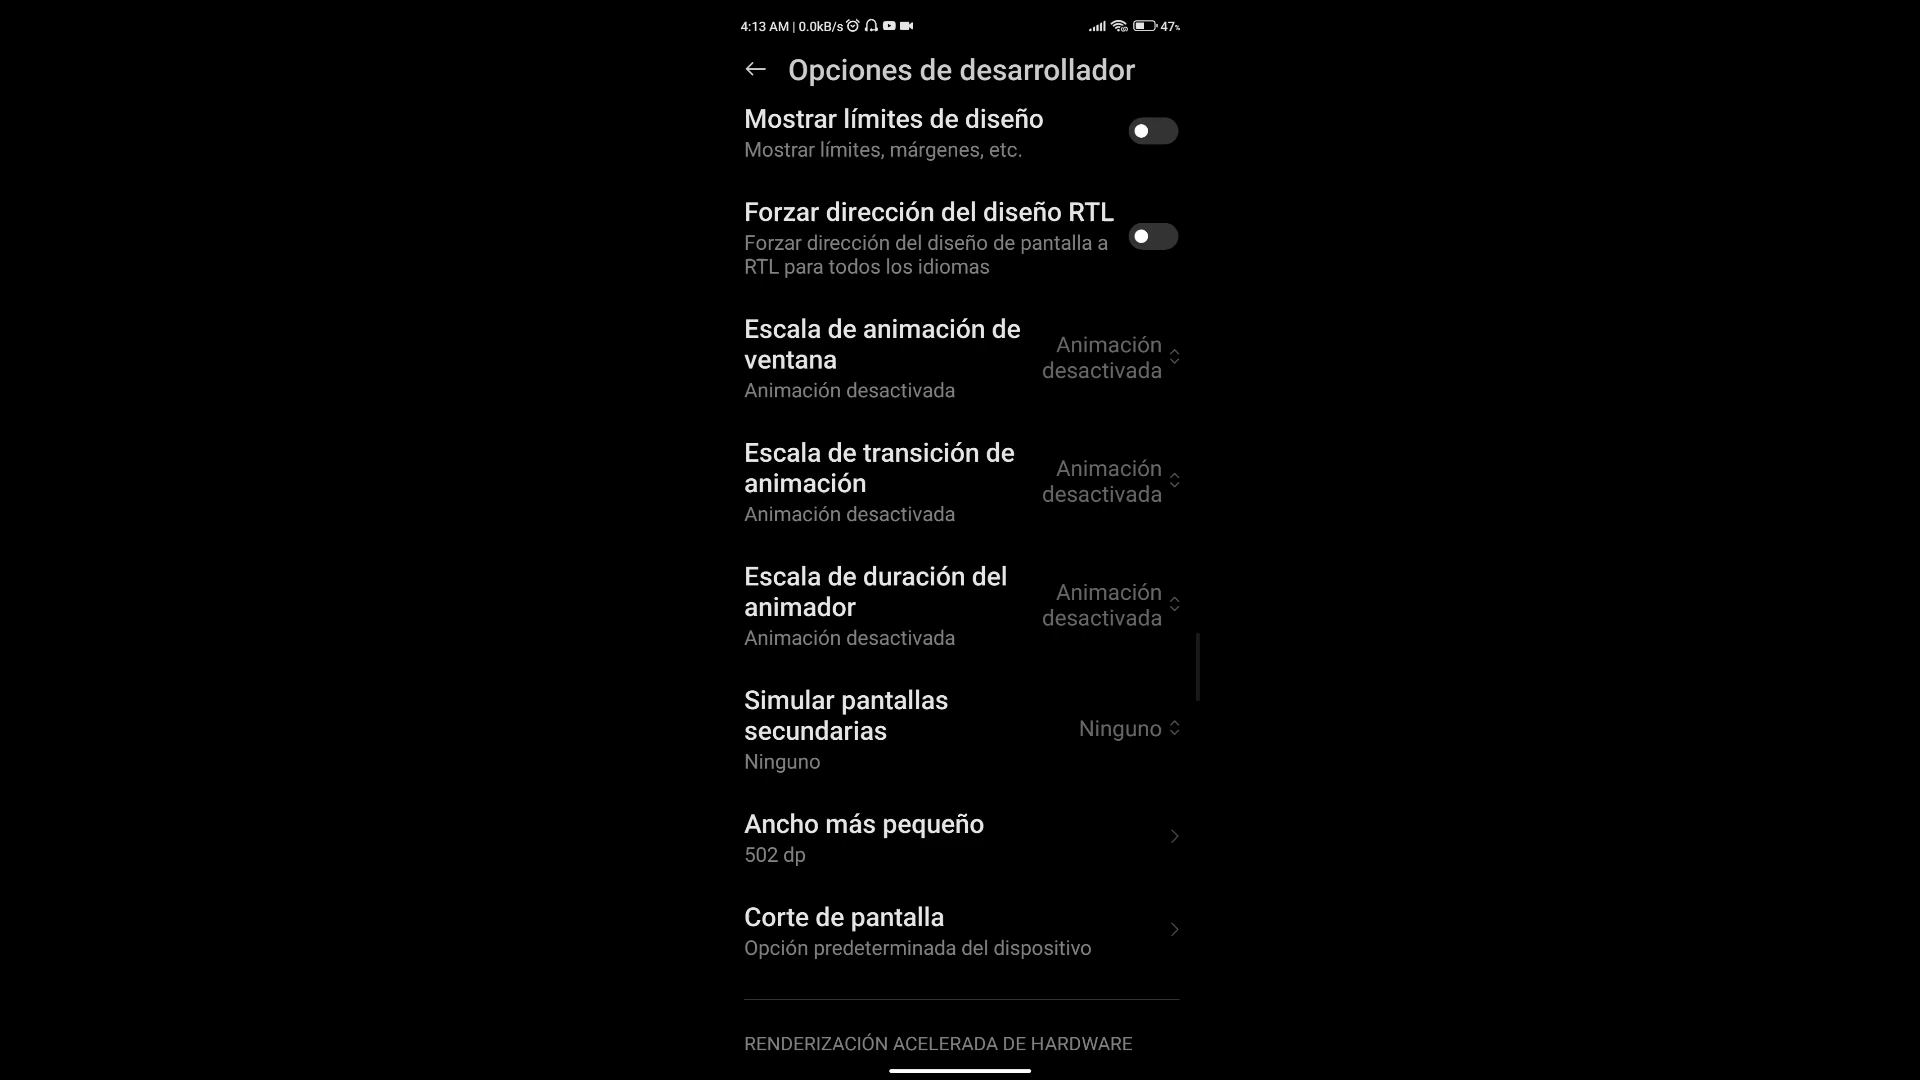 4:13 AM | 0.0kB/s 47%
Opciones de desarrollador
Mostrar límites de diseño
Mostrar límites, márgenes, etc.
Forzar dirección del diseño RTL
Forzar dirección del diseño de pantalla a
RTL para todos los idiomas
Escala de animación de
ventana
Animación desactivada
Animación
desactivada
Escala de transición de
animación
Animación desactivada
Animación
desactivada
Escala de duración del
animador
Animación desactivada
Animación
desactivada
Simular pantallas
secundarias
Ninguno
Ninguno
Ancho más pequeño
502 dp
Corte de pantalla
Opción predeterminada del dispositivo
RENDERIZACIÓN ACELERADA DE HARDWARE